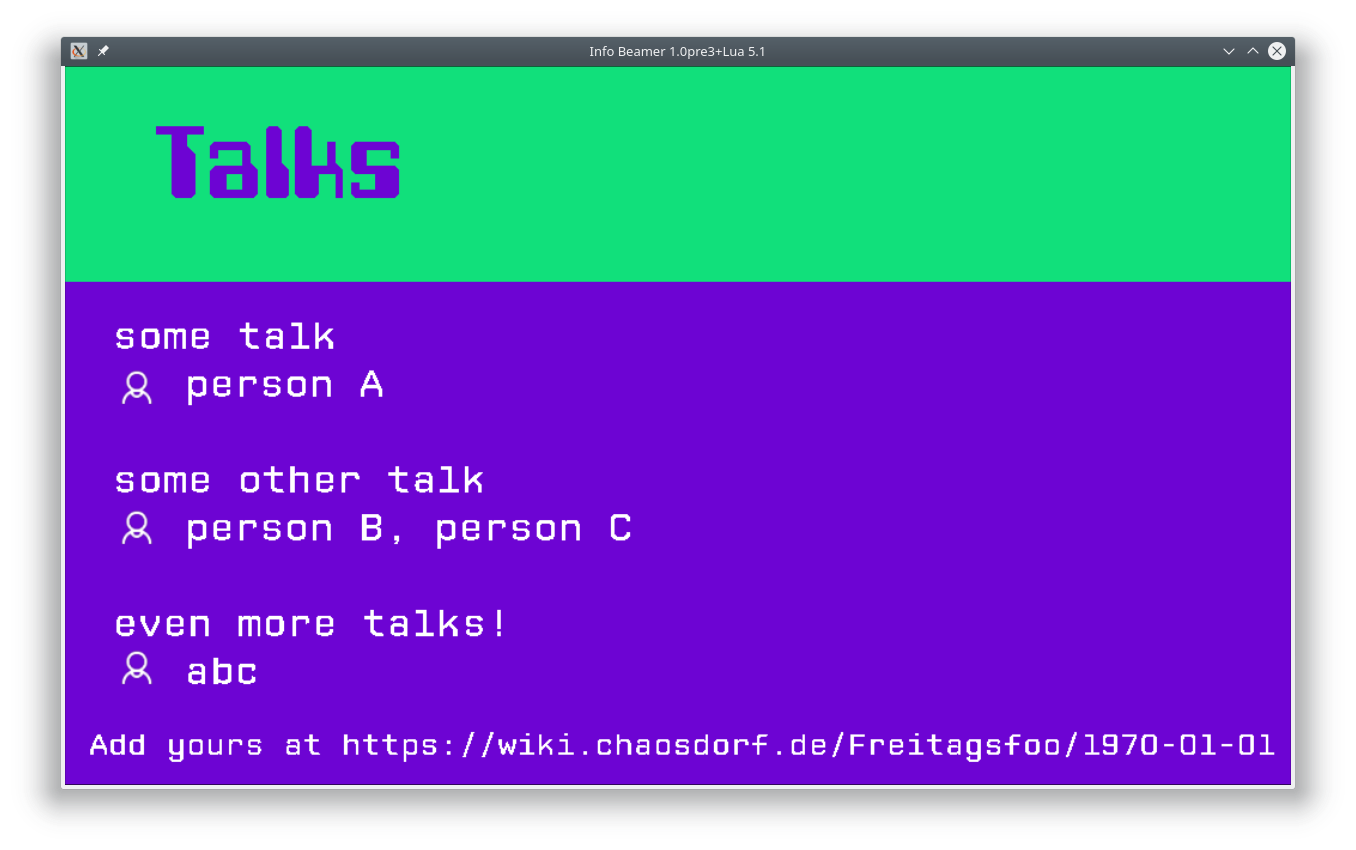 Info Beamer 1.0pre3+Lua 5.1
Talks
some talk
person A
some other talk
person B, person C
even more talks!
abc
Add yours at https://wiki.chaosdorf.de/Freitagsfoo/1970-01-01